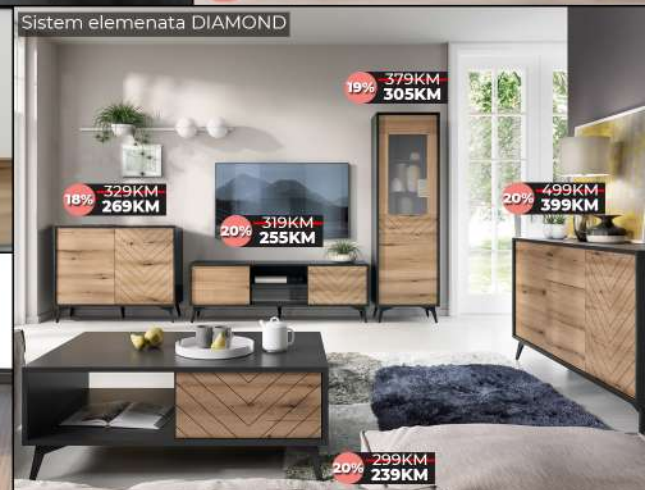 Sistem elemenata DIAMOND
19% 379KM
305KM
18% 329KM
269KM
20% 499KM
399KM
20% 319KM
255KM
20% 299KM
239KM